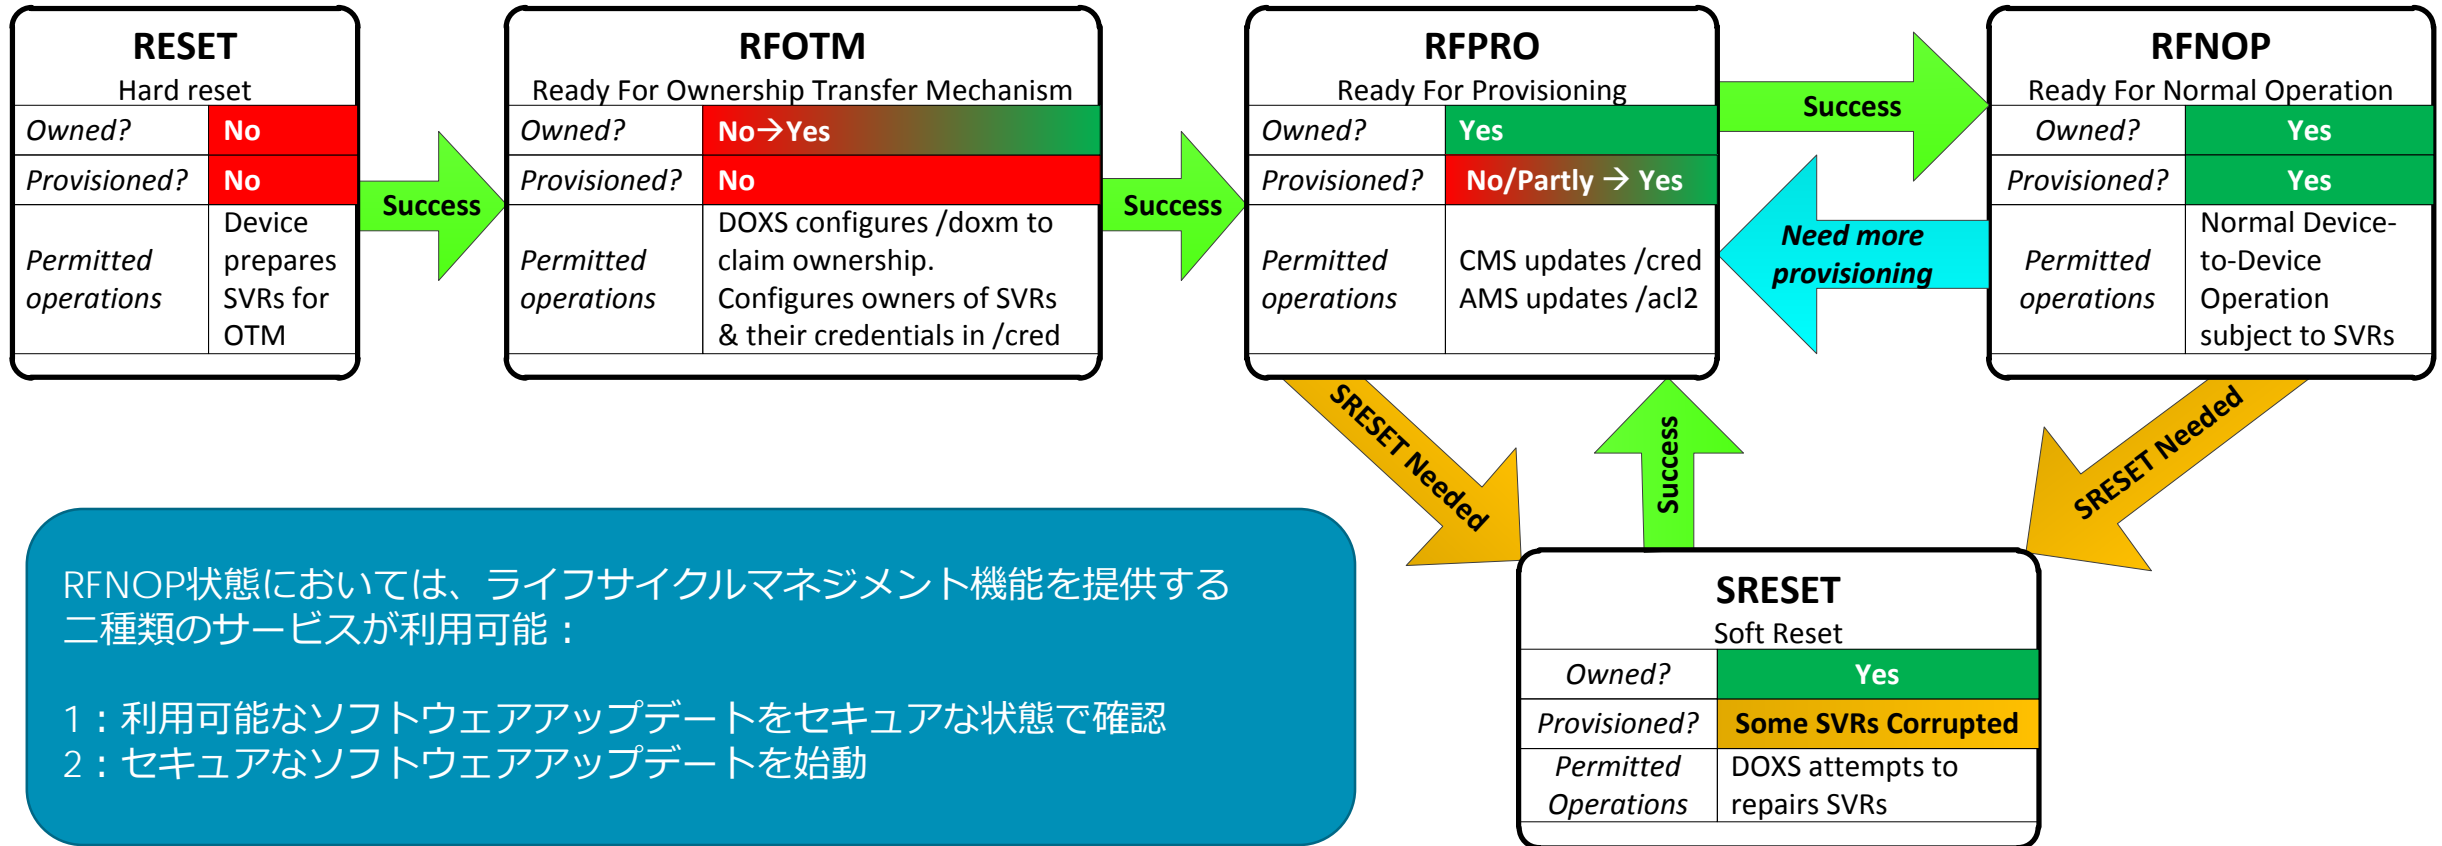 RESET
Hard reset
Owned? No
Provisioned? No
Permitted operations
Device
prepares
SVRs for
OTM
Success
RFOTM
Ready For Ownership Transfer Mechanism
Owned? No→Yes
Provisioned? No
Permitted operations
DOXS configures /doxm to
claim ownership.
Configures owners of SVRs
& their credentials in /cred
Success
RFPRO
Ready For Provisioning
Owned? Yes
Provisioned? No/Partly → Yes
Permitted operations
CMS updates /cred
AMS updates /acl2
Success
Need more
provisioning
RFNOP
Ready For Normal Operation
Owned? Yes
Provisioned? Yes
Permitted operations
Normal Device-
to-Device
Operation
subject to SVRs
SRESET Needed
Success
SRESET Needed
SRESET
Soft Reset
Owned? Yes
Provisioned? Some SVRs Corrupted
Permitted Operations
DOXS attempts to
repairs SVRs
RFNOP状態においては、ライフサイクルマネジメント機能を提供する
二種類のサービスが利用可能：
1：利用可能なソフトウェアアップデートをセキュアな状態で確認
2：セキュアなソフトウェアアップデートを始動